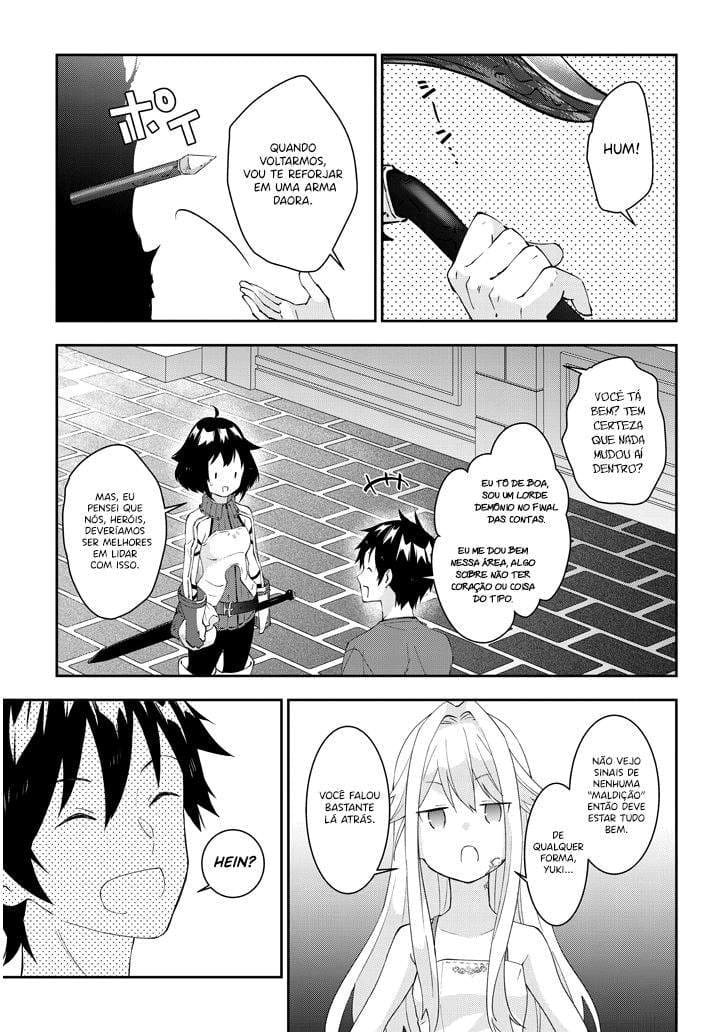 HUM!
QUANDO
VOLTARMOS,
VOU TE REFORJAR
EM UMA ARMA
DAORA.
ポイ
VOCÊ TÁ
BEM? TEM
CERTEZA
QUE NADA
MUDOU AÍ
DENTRO?
EU TÔ DE BOA,
SOU UM LORDE
DEMÔNIO NO FINAL
DAS CONTAS.
EU ME DOU BEM
NESSA ÁREA, ALGO
SOBRE NÃO TER
CORAÇÃO OU COISA
DO TIPO.
MAS, EU
PENSEI QUE
NÓS, HERÓIS,
DEVERÍAMOS
SER MELHORES
EM LIDAR
COM ISSO.
NÃO VEJO
SINAIS DE
NENHUMA
"MALDIÇÃO"
ENTÃO DEVE
ESTAR TUDO
BEM.
DE
QUALQUER
FORMA,
YUKI...
VOCÊ FALOU
BASTANTE
LÁ ATRÁS.
HEIN?